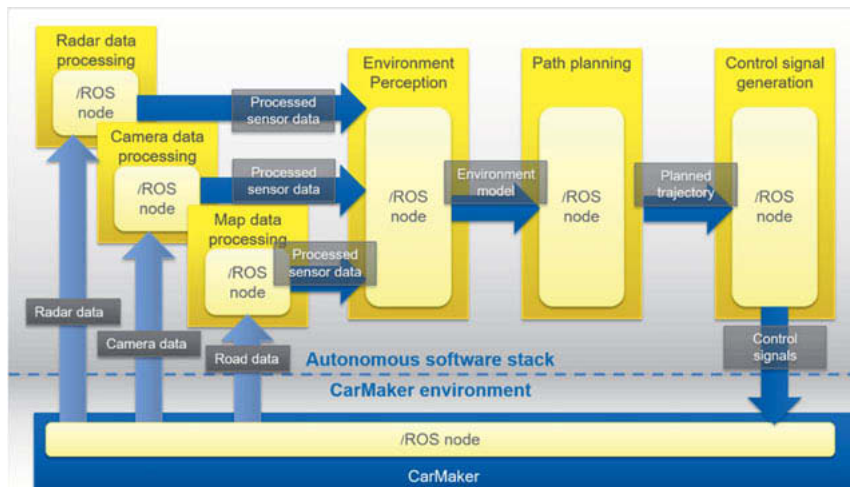 Radar data
processing
/ROS
node
Processed
sensor data
Environment
Perception
/ROS
node
Path planning
/ROS
node
Control signal
generation
/ROS
node
Camera data
processing
/ROS
node
Processed
sensor data
Environment
model
Planned
trajectory
Map data
processing
/ROS
node
Processed
sensor data
Radar data
Camera data
Road data
Control
signals
Autonomous software stack
CarMaker environment
/ROS node
CarMaker